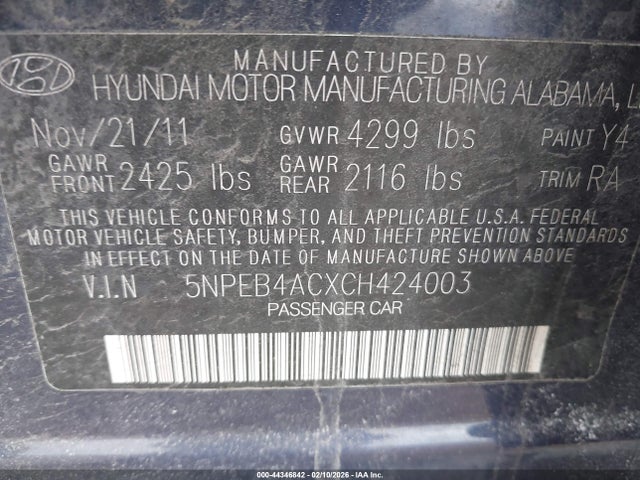 MANUFACTURED BY
HYUNDAI MOTOR MANUFACTURING ALABAMA,
Nov/21/11 GVWR 4299 lbs PAINT Y4
GAWR FRONT 2425 lbs GAWR REAR 2116 lbs TRIM RA
THIS VEHICLE CONFORMS TO ALL APPLICABLE U.S.A. FEDERAL
MOTOR VEHICLE SAFETY, BUMPER, AND THEFT PREVENTION STANDARDS
IN EFFECT ON THE DATE OF MANUFACTURE SHOWN ABOVE
V.I.N 5NPEB4ACXCH424003
PASSENGER CAR
000-44346842 - 02/10/2026 - IAA Inc.